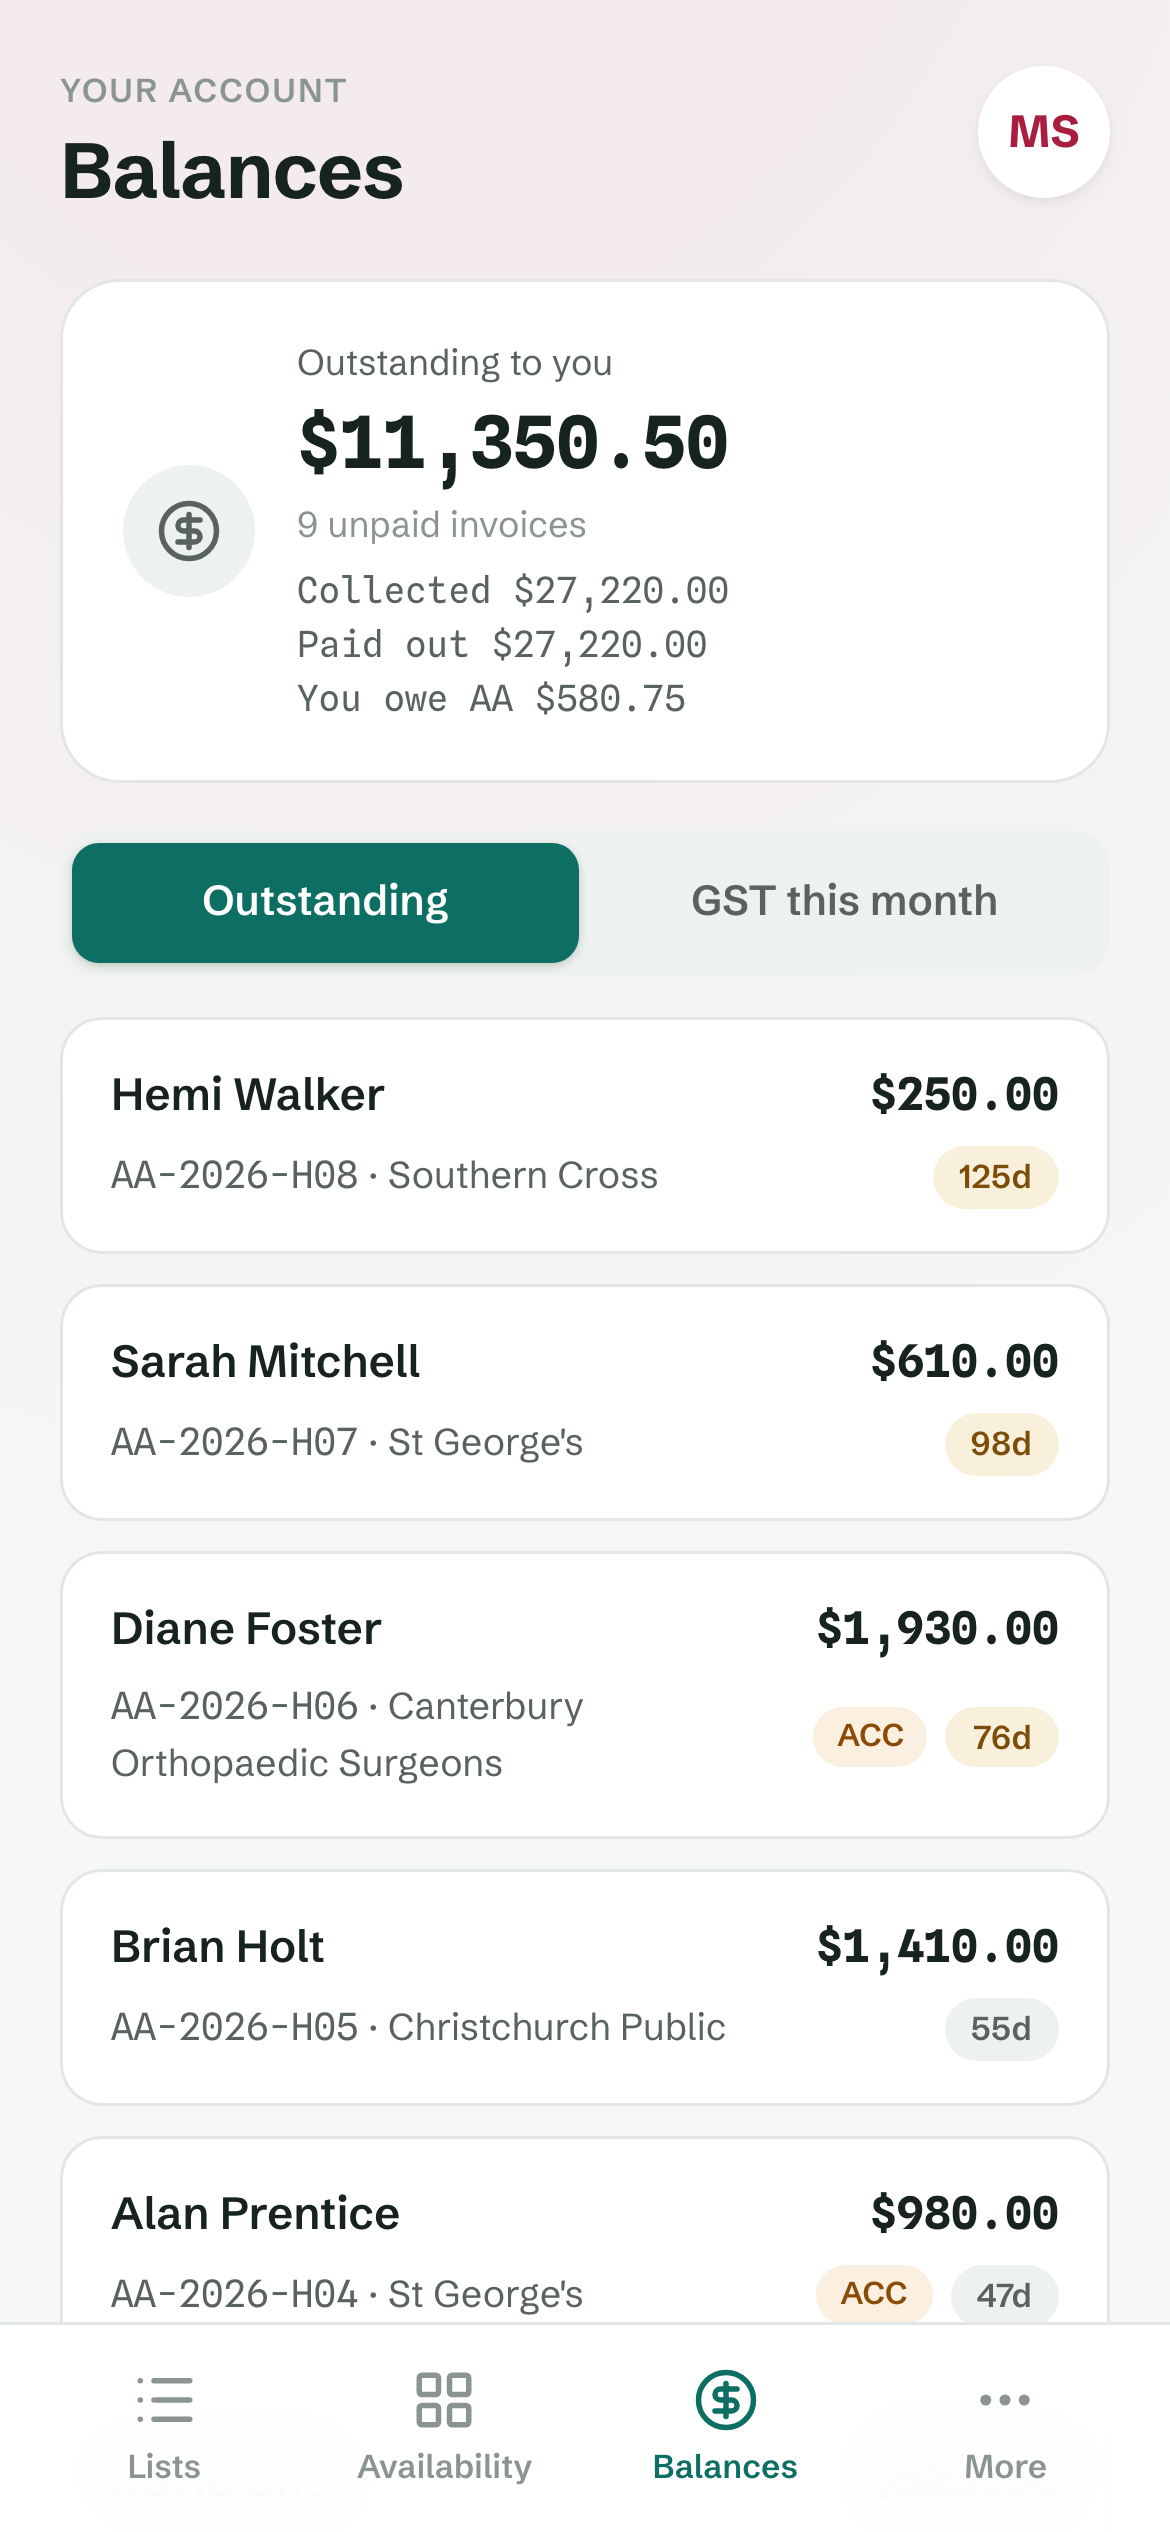 YOUR ACCOUNT
Balances
MS
Outstanding to you
$11,350.50
9 unpaid invoices
Collected $27,220.00
Paid out $27,220.00
You owe AA $580.75
Outstanding
GST this month
Hemi Walker
$250.00
AA-2026-H08 · Southern Cross
125d
Sarah Mitchell
$610.00
AA-2026-H07 · St George's
98d
Diane Foster
$1,930.00
AA-2026-H06 · Canterbury
Orthopaedic Surgeons
ACC
76d
Brian Holt
$1,410.00
AA-2026-H05 · Christchurch Public
55d
Alan Prentice
$980.00
AA-2026-H04 · St George's
ACC
47d
Lists
Availability
Balances
More